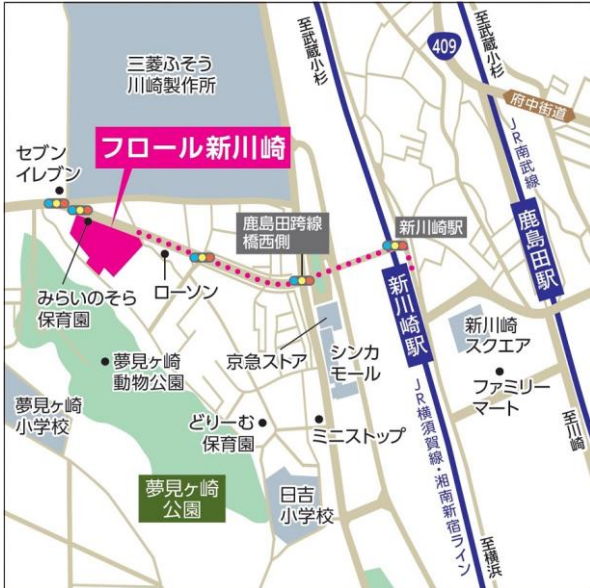 三菱ふそう
川崎製作所
至武蔵小杉
409
至武蔵小杉
府中街道
JR南武線
セブン
イレブン
フロール新川崎
鹿島田跨線
橋西側
新川崎駅
鹿島田駅
みらいのそら
保育園
ローソン
新川崎駅
夢見ヶ崎
動物公園
京急ストア
シンカ
モール
新川崎
スクエア
ファミリー
マート
夢見ヶ崎
小学校
どりーむ
保育園
ミニストップ
JR横須賀線・湘南新宿ライン
至川崎
夢見ヶ崎
公園
日吉
小学校
至横浜